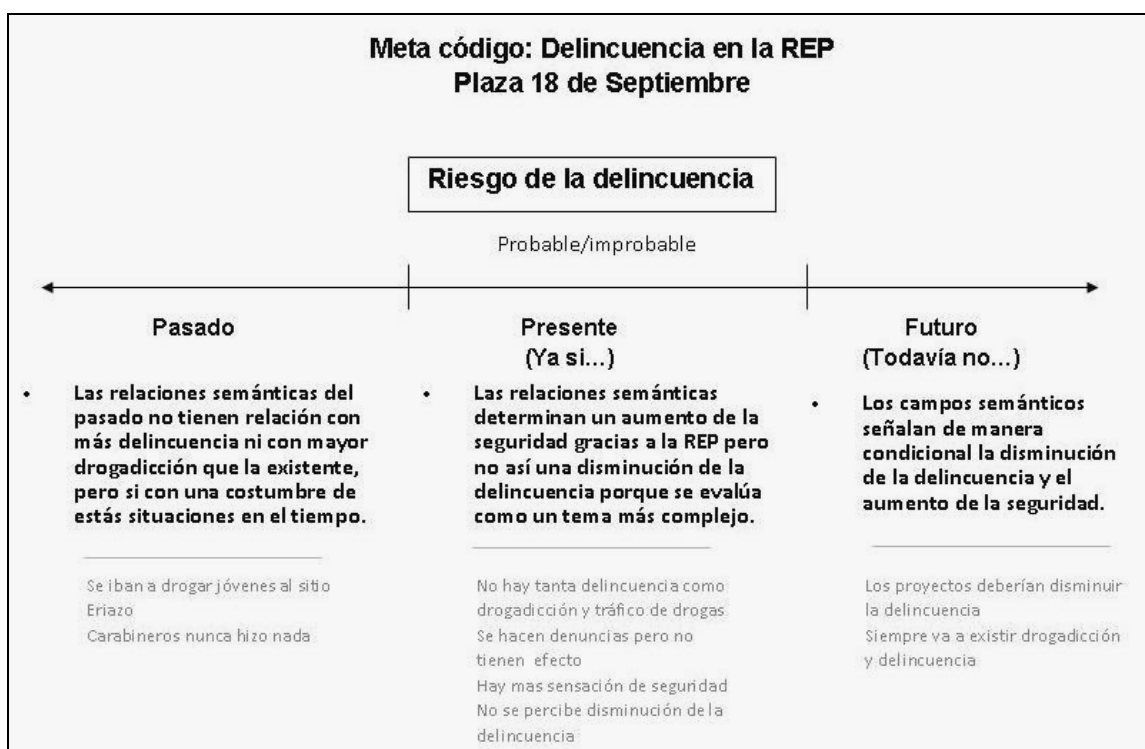 Meta código: Delincuencia en la REP
Plaza 18 de Septiembre
Riesgo de la delincuencia
Probable/improbable
Pasado
• Las relaciones semánticas del
pasado no tienen relación con
más delincuencia ni con mayor
drogadicción que la existente,
pero si con una costumbre de
estás situaciones en el tiempo.
Se iban a drogar jóvenes al sitio
Eriazo
Carabineros nunca hizo nada
Presente
(Ya si...)
• Las relaciones semánticas
determinan un aumento de la
seguridad gracias a la REP pero
no así una disminución de la
delincuencia porque se evalúa
como un tema más complejo.
No hay tanta delincuencia como
drogadicción y tráfico de drogas
Se hacen denuncias pero no
tienen efecto
Hay mas sensación de seguridad
No se percibe disminución de la
delincuencia
Futuro
(Todavía no...)
• Los campos semánticos
señalan de manera
condicional la disminución
de la delincuencia y el
aumento de la seguridad.
Los proyectos deberían disminuir
la delincuencia
Siempre va a existir drogadicción
y delincuencia